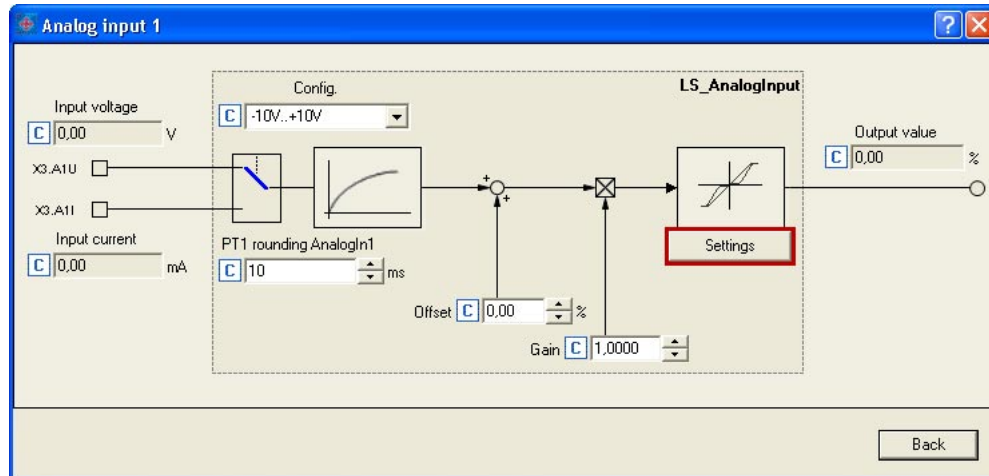 Analog input 1
Config.
LS_AnalogInput
C -10V..+10V
Input voltage
C 0,00 V
Output value
C 0,00 %
X3.A1U
X3.A1I
Input current
C 0,00 mA
PT1 rounding AnalogIn1
C 10 ms
Settings
+
+
Offset C 0,00 %
Gain C 1,0000
Back